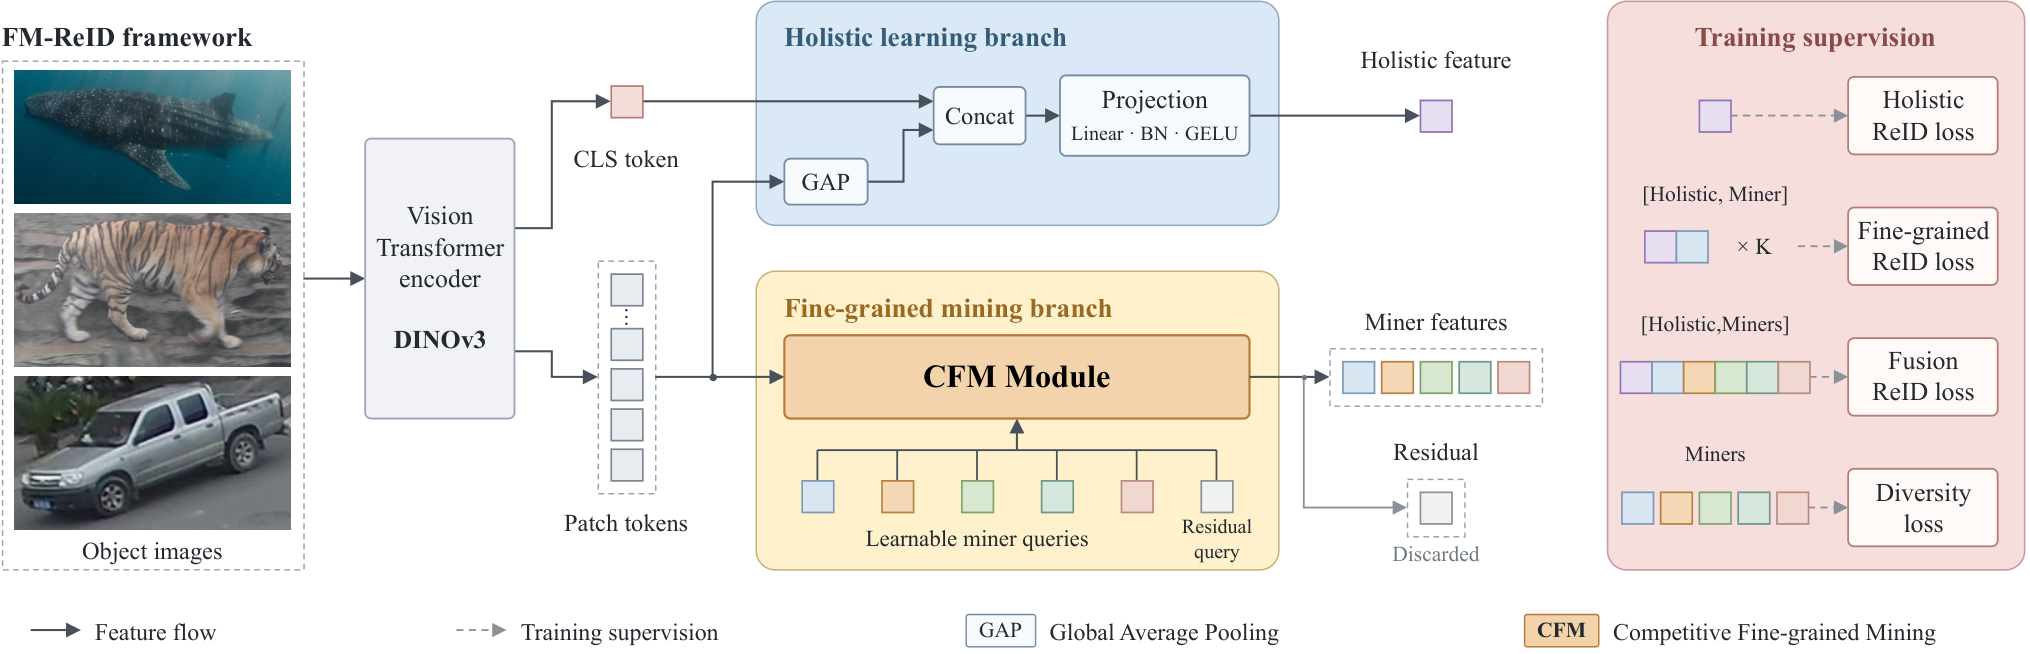 FM-ReID framework
Object images
Vision
Transformer
encoder
DINOv3
CLS token
Patch tokens
Holistic learning branch
GAP
Concat
Projection
Linear · BN · GELU
Holistic feature
Fine-grained mining branch
CFM Module
Learnable miner queries
Residual
query
Miner features
Residual
Discarded
Training supervision
Holistic
ReID loss
[Holistic, Miner]
× K
Fine-grained
ReID loss
[Holistic,Miners]
Fusion
ReID loss
Miners
Diversity
loss
Feature flow
Training supervision
GAP
Global Average Pooling
CFM
Competitive Fine-grained Mining